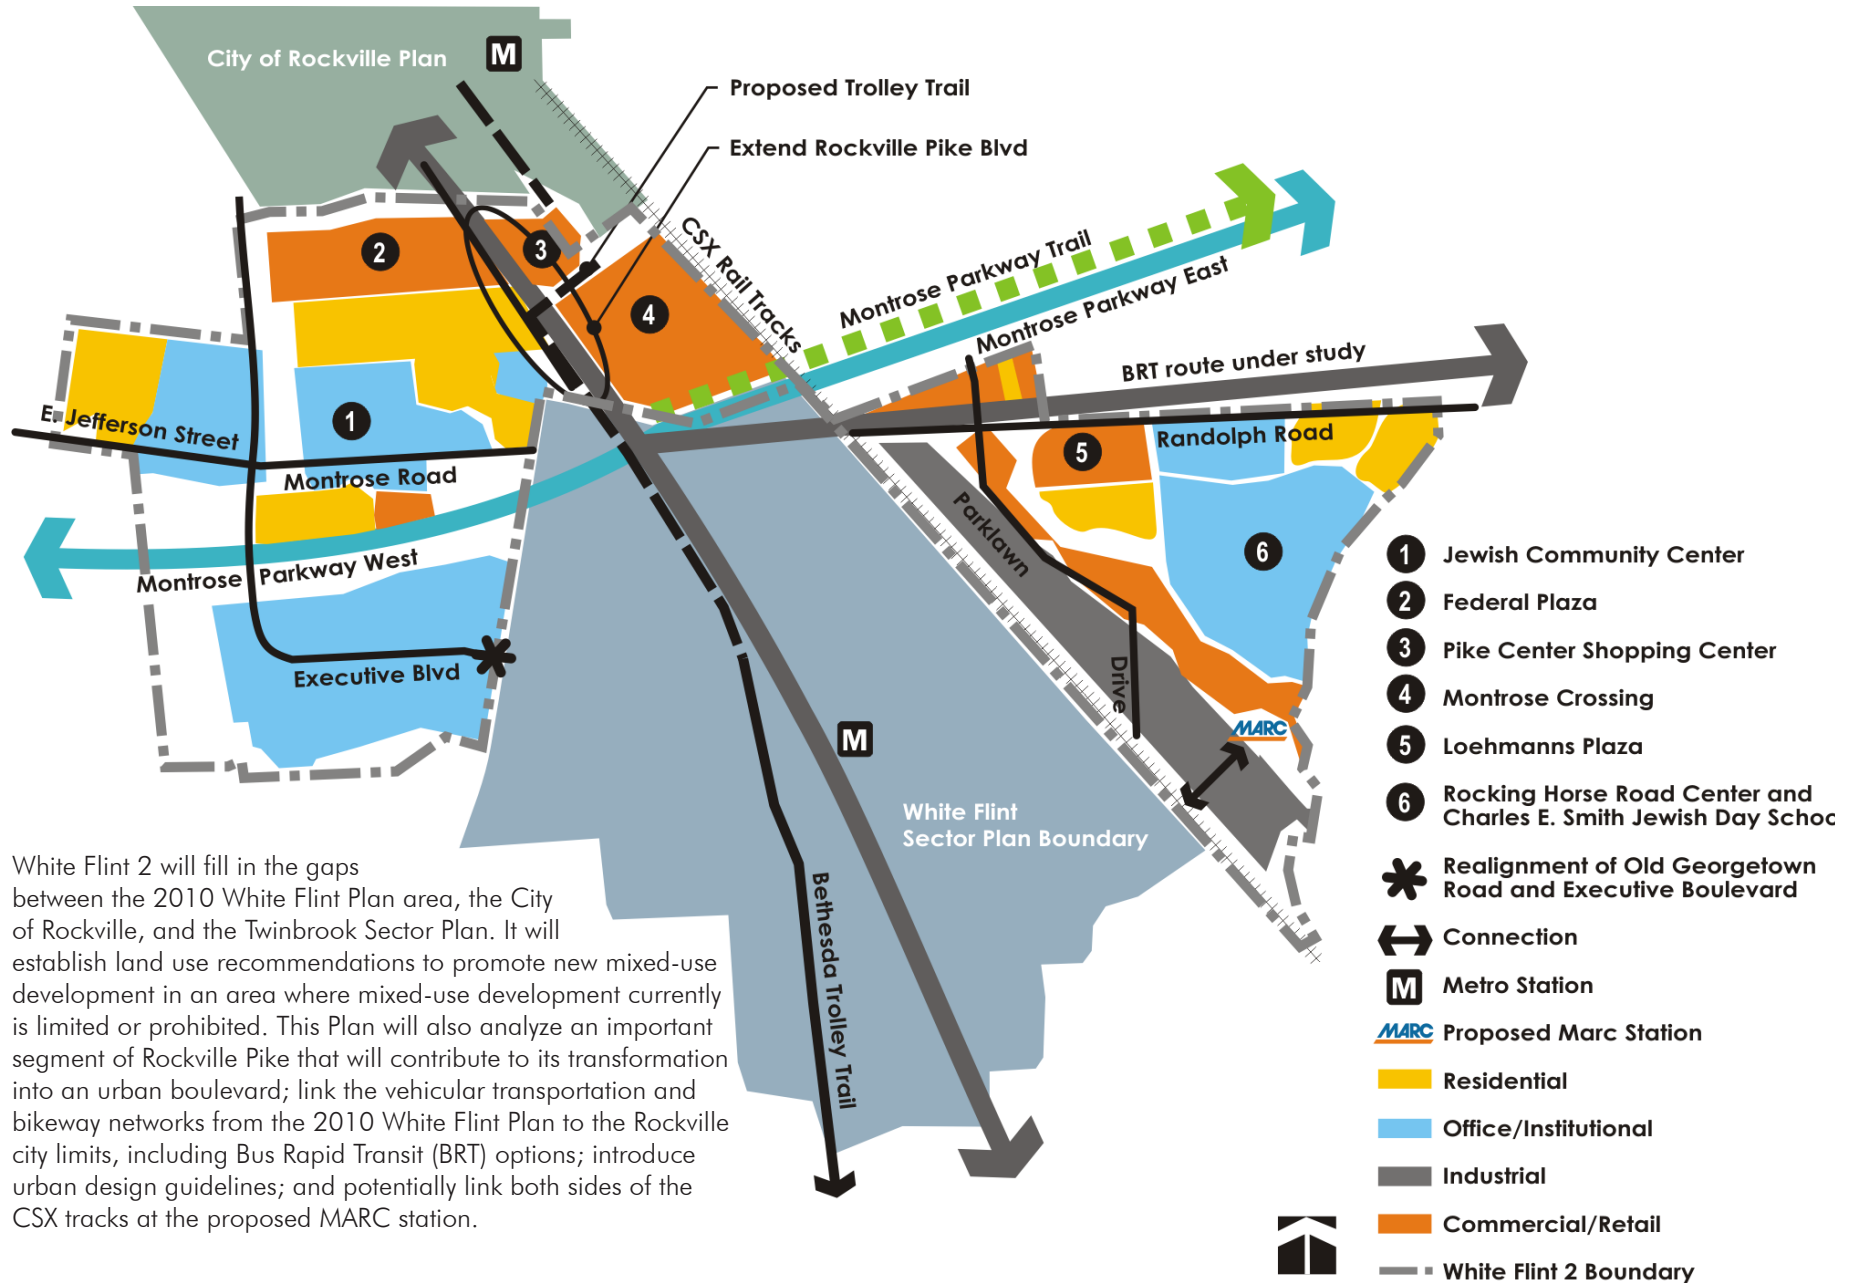 City of Rockville Plan
M
Proposed Trolley Trail
Extend Rockville Pike Blvd
CSX Rail Tracks
Montrose Parkway Trail
Montrose Parkway East
BRT route under study
Randolph Road
E. Jefferson Street
Montrose Road
Montrose Parkway West
Executive Blvd
Parklawn
Drive
MARC
M
White Flint
Sector Plan Boundary
Bethesda Trolley Trail
2
3
4
1
5
6
1 Jewish Community Center
2 Federal Plaza
3 Pike Center Shopping Center
4 Montrose Crossing
5 Loehmanns Plaza
6 Rocking Horse Road Center and
Charles E. Smith Jewish Day Schoo
Realignment of Old Georgetown
Road and Executive Boulevard
Connection
M Metro Station
MARC Proposed Marc Station
Residential
Office/Institutional
Industrial
Commercial/Retail
White Flint 2 Boundary
White Flint 2 will fill in the gaps
between the 2010 White Flint Plan area, the City
of Rockville, and the Twinbrook Sector Plan. It will
establish land use recommendations to promote new mixed-use
development in an area where mixed-use development currently
is limited or prohibited. This Plan will also analyze an important
segment of Rockville Pike that will contribute to its transformation
into an urban boulevard; link the vehicular transportation and
bikeway networks from the 2010 White Flint Plan to the Rockville
city limits, including Bus Rapid Transit (BRT) options; introduce
urban design guidelines; and potentially link both sides of the
CSX tracks at the proposed MARC station.